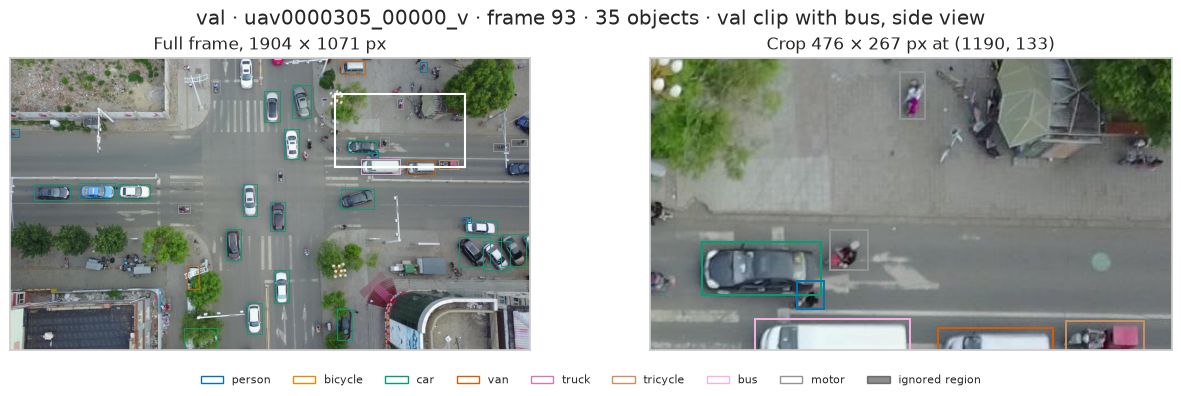 val · uav0000305_00000_v · frame 93 · 35 objects · val clip with bus, side view
Full frame, 1904 × 1071 px
Crop 476 × 267 px at (1190, 133)
person
bicycle
car
van
truck
tricycle
bus
motor
ignored region